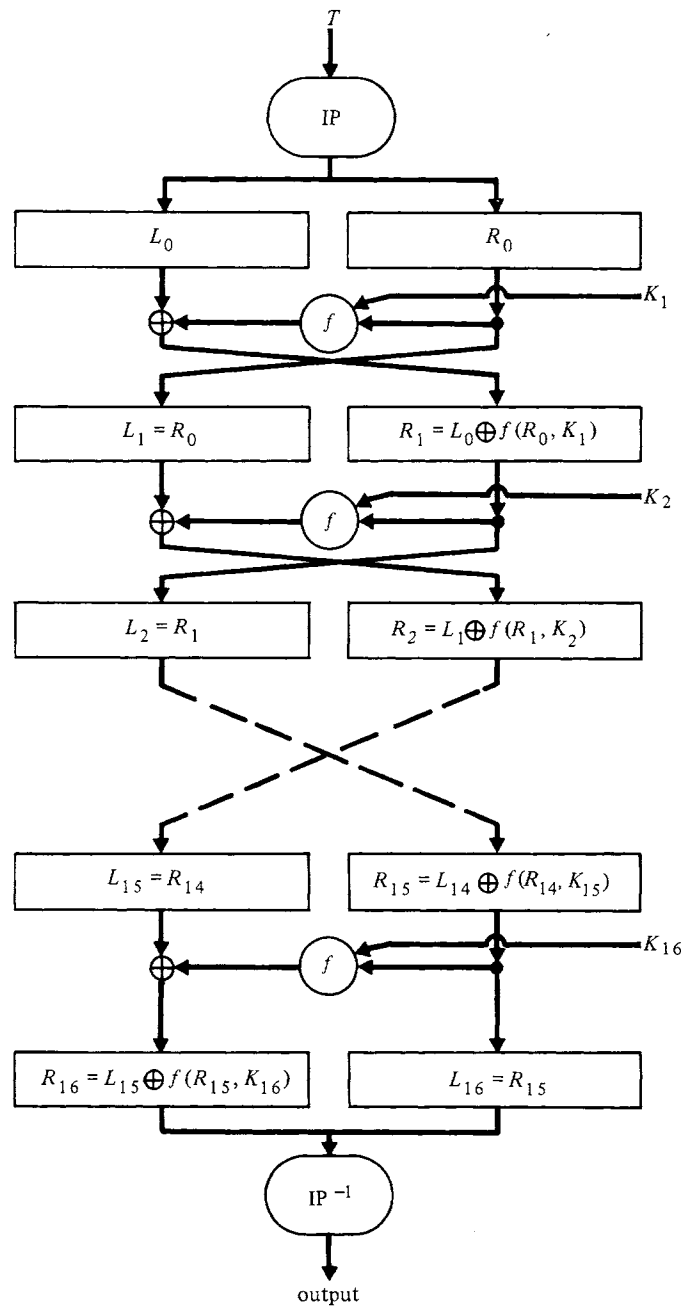 T
IP
L₀
R₀
K₁
f
L₁ = R₀
R₁ = L₀ ⊕ f(R₀, K₁)
K₂
f
L₂ = R₁
R₂ = L₁ ⊕ f(R₁, K₂)
L₁₅ = R₁₄
R₁₅ = L₁₄ ⊕ f(R₁₄, K₁₅)
K₁₆
f
R₁₆ = L₁₅ ⊕ f(R₁₅, K₁₆)
L₁₆ = R₁₅
IP⁻¹
output